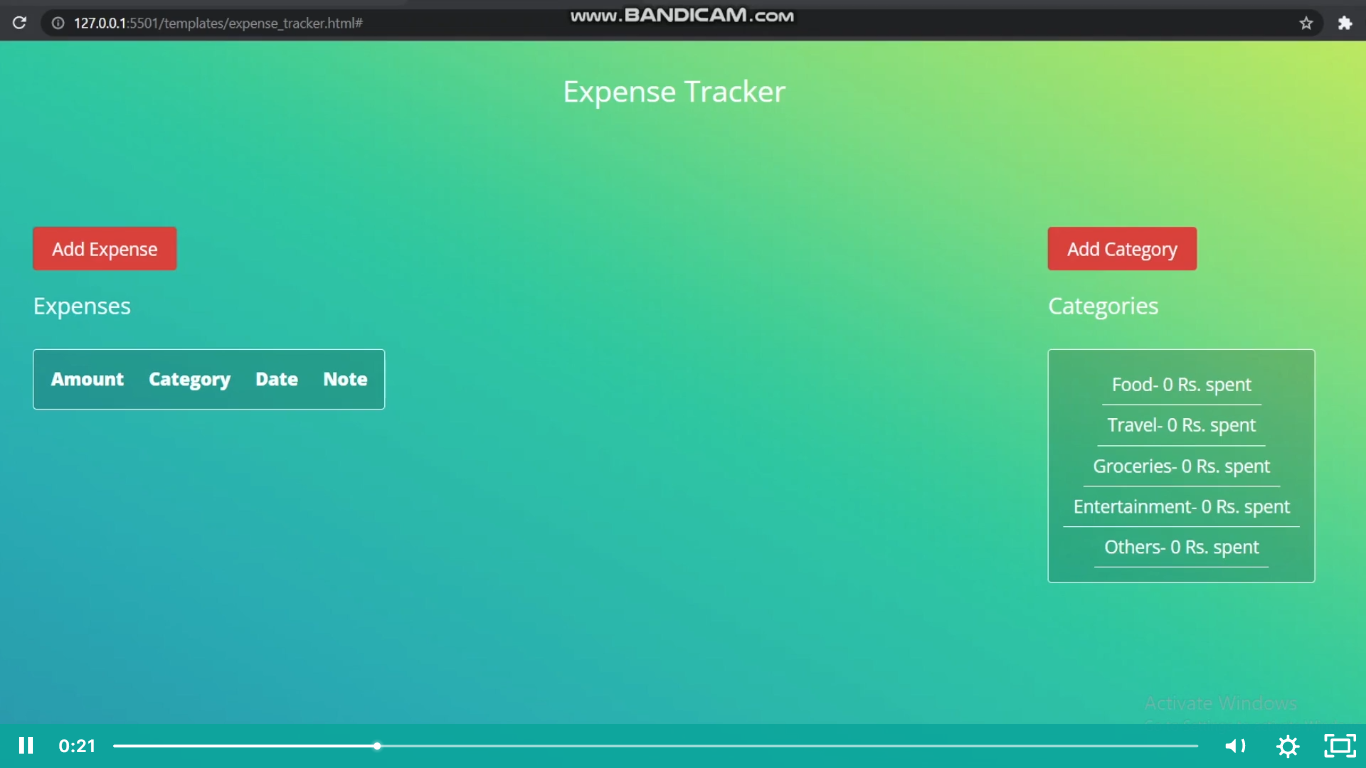 www.BANDICAM.com
127.0.0.1:5501/templates/expense_tracker.html#
Expense Tracker
Add Expense
Add Category
Expenses
Categories
Amount Category Date Note
Food- 0 Rs. spent
Travel- 0 Rs. spent
Groceries- 0 Rs. spent
Entertainment- 0 Rs. spent
Others- 0 Rs. spent
Activate Windows
0:21